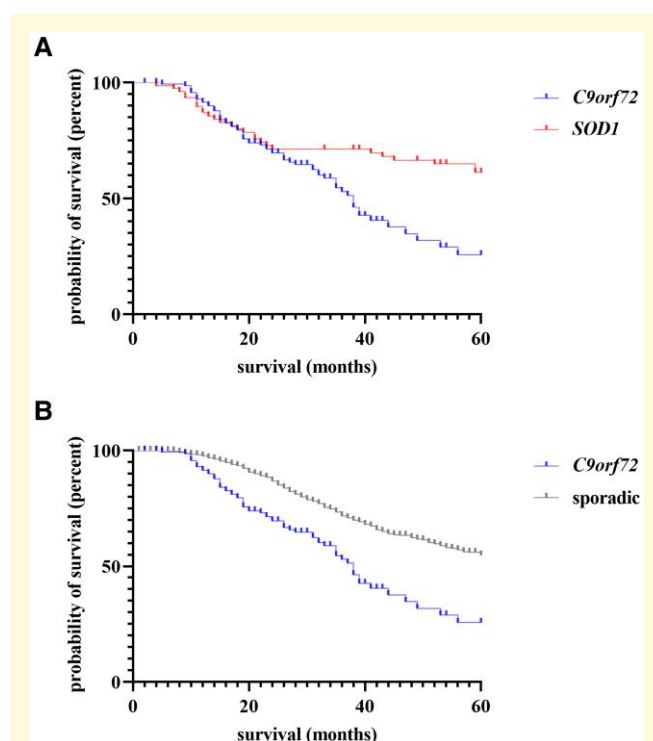 A
probability of survival (percent)
100
50
0
0 20 40 60
survival (months)
C9orf72
SOD1
B
probability of survival (percent)
100
50
0
0 20 40 60
survival (months)
C9orf72
sporadic